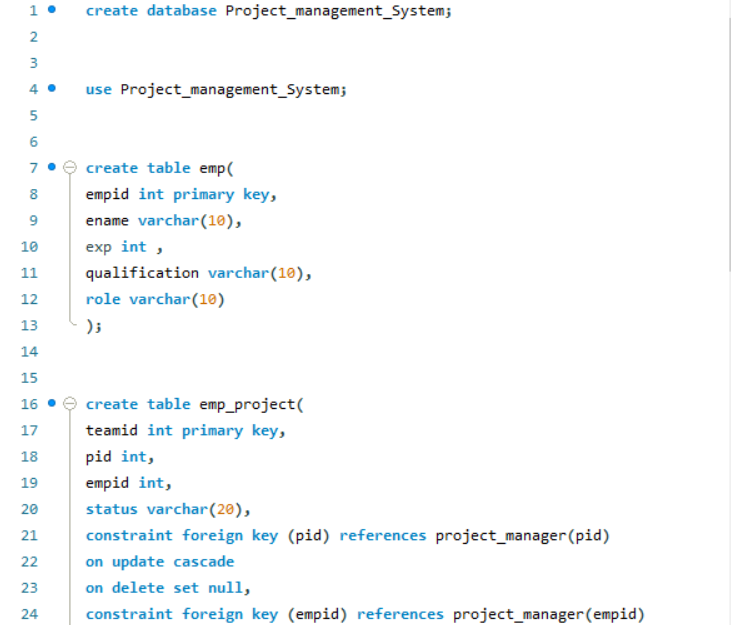 1 create database Project_management_System;
2
3
4 use Project_management_System;
5
6
7 create table emp(
8 empid int primary key,
9 ename varchar(10),
10 exp int ,
11 qualification varchar(10),
12 role varchar(10)
13 );
14
15
16 create table emp_project(
17 teamid int primary key,
18 pid int,
19 empid int,
20 status varchar(20),
21 constraint foreign key (pid) references project_manager(pid)
22 on update cascade
23 on delete set null,
24 constraint foreign key (empid) references project_manager(empid)